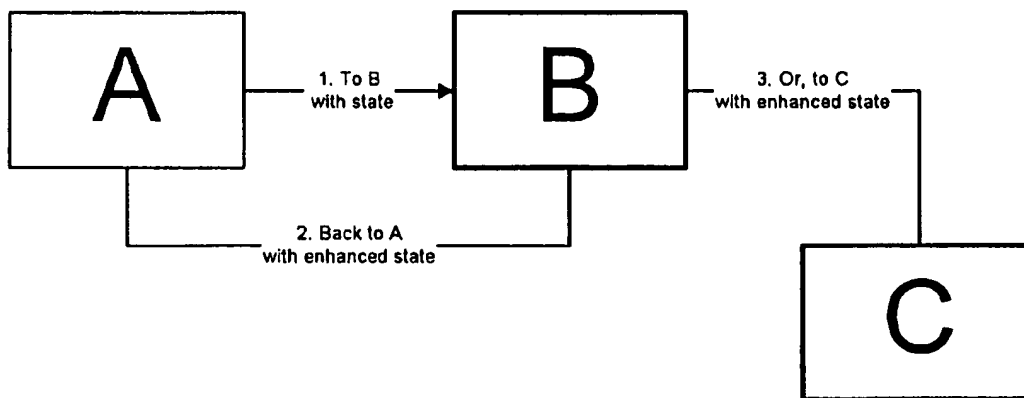 A
1. To B
with state
B
3. Or, to C
with enhanced state
2. Back to A
with enhanced state
C